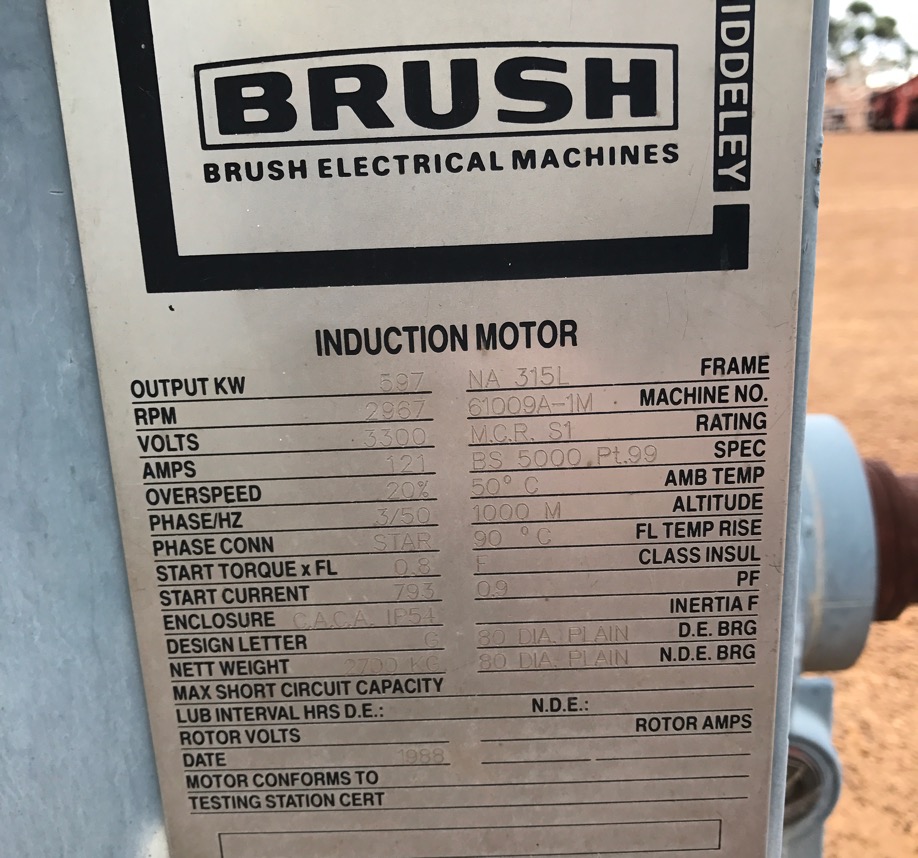 IDDELEY
BRUSH
BRUSH ELECTRICAL MACHINES
INDUCTION MOTOR
OUTPUT KW 597 NA 315L FRAME
RPM 2967 61009A-1M MACHINE NO.
VOLTS 3300 M.C.R. S1 RATING
AMPS 121 BS 5000 Pt.99 SPEC
OVERSPEED 20% 50° C AMB TEMP
PHASE/HZ 3/50 1000 M ALTITUDE
PHASE CONN STAR 90 °C FL TEMP RISE
START TORQUE x FL 0.8 F CLASS INSUL
START CURRENT 793 0.9 PF
ENCLOSURE C.A.C.A. IP54 INERTIA F
DESIGN LETTER G 80 DIA. PLAIN D.E. BRG
NETT WEIGHT 2700 KG 80 DIA. PLAIN N.D.E. BRG
MAX SHORT CIRCUIT CAPACITY
LUB INTERVAL HRS D.E.: N.D.E.:
ROTOR VOLTS ROTOR AMPS
DATE 1988
MOTOR CONFORMS TO
TESTING STATION CERT